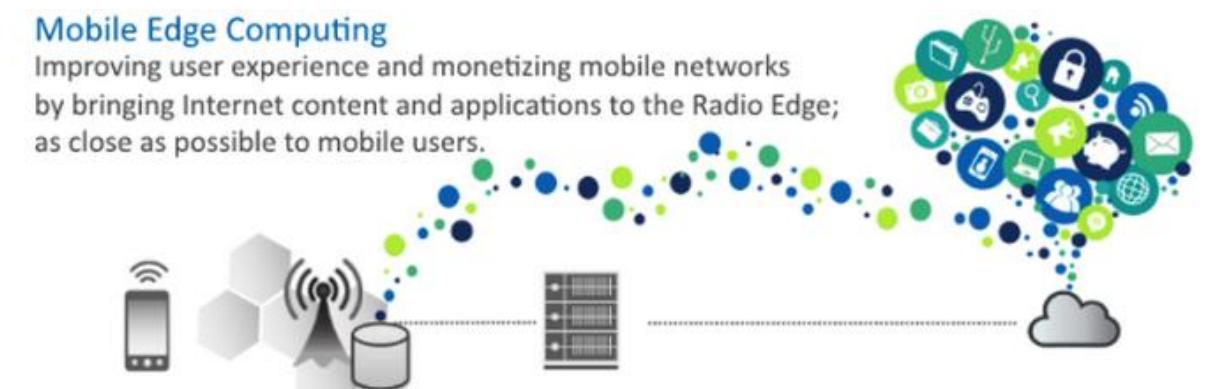 Mobile Edge Computing
Improving user experience and monetizing mobile networks
by bringing Internet content and applications to the Radio Edge;
as close as possible to mobile users.